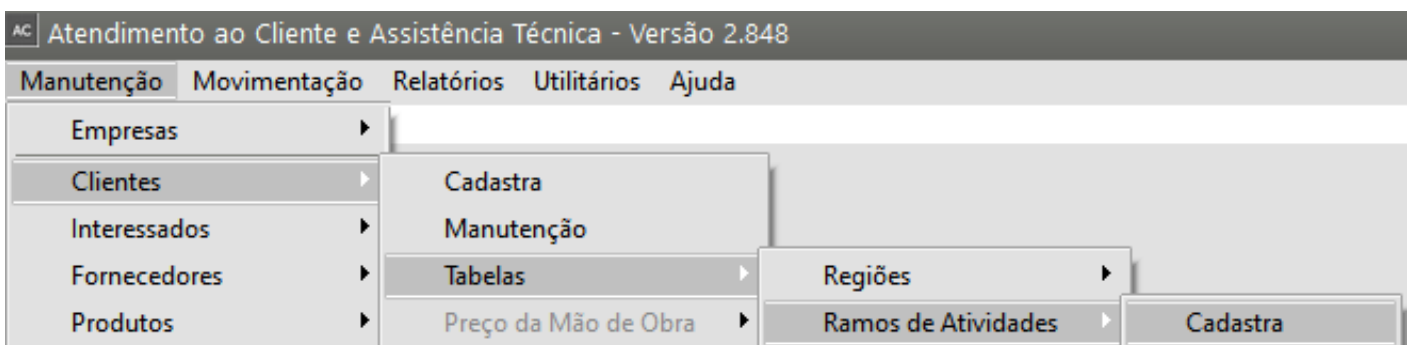 AC Atendimento ao Cliente e Assistência Técnica - Versão 2.848
Manutenção Movimentação Relatórios Utilitários Ajuda
Empresas
Clientes Cadastra
Interessados Manutenção
Fornecedores Tabelas Regiões
Produtos Preço da Mão de Obra Ramos de Atividades Cadastra